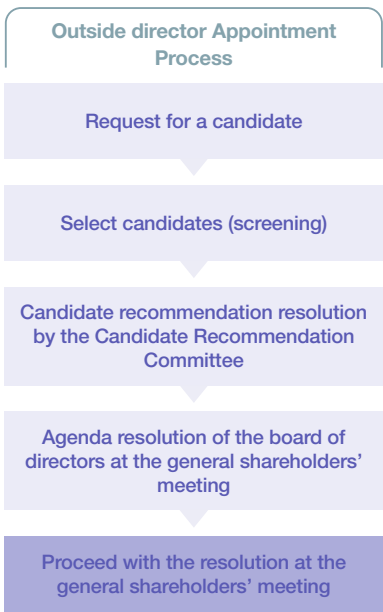 Outside director Appointment
Process
Request for a candidate
Select candidates (screening)
Candidate recommendation resolution
by the Candidate Recommendation
Committee
Agenda resolution of the board of
directors at the general shareholders’
meeting
Proceed with the resolution at the
general shareholders’ meeting